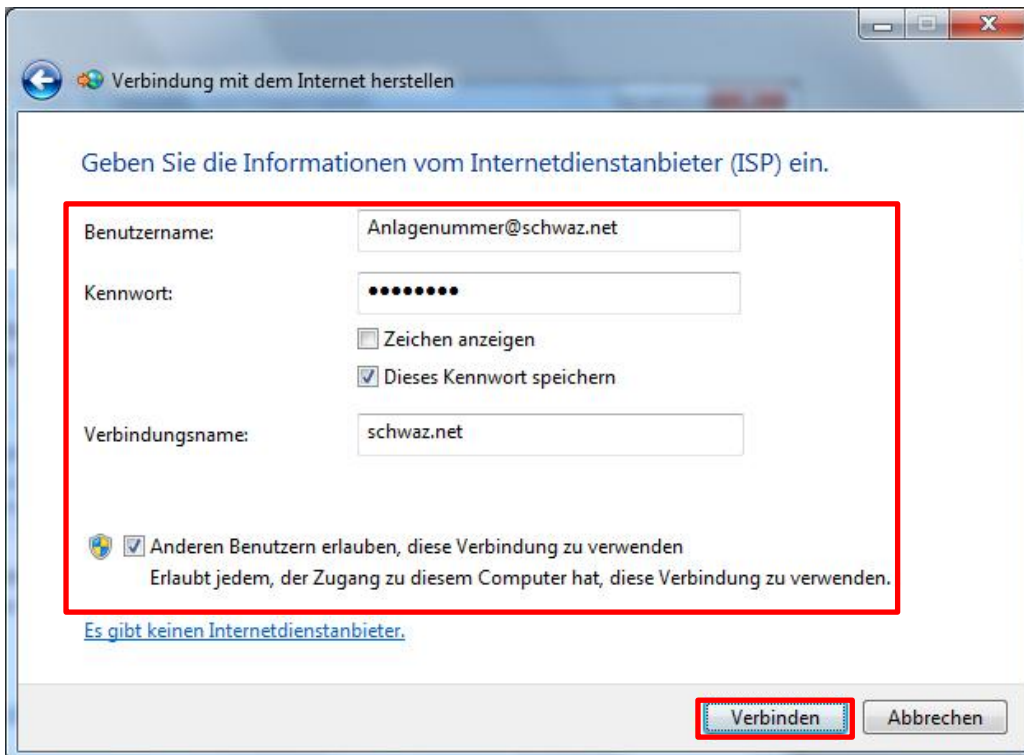 Verbindung mit dem Internet herstellen
Geben Sie die Informationen vom Internetdienstanbieter (ISP) ein.
Benutzername: Anlagenummer@schwaz.net
Kennwort: ••••••••
Zeichen anzeigen
Dieses Kennwort speichern
Verbindungsname: schwaz.net
Anderen Benutzern erlauben, diese Verbindung zu verwenden
Erlaubt jedem, der Zugang zu diesem Computer hat, diese Verbindung zu verwenden.
Es gibt keinen Internetdienstanbieter.
Verbinden Abbrechen